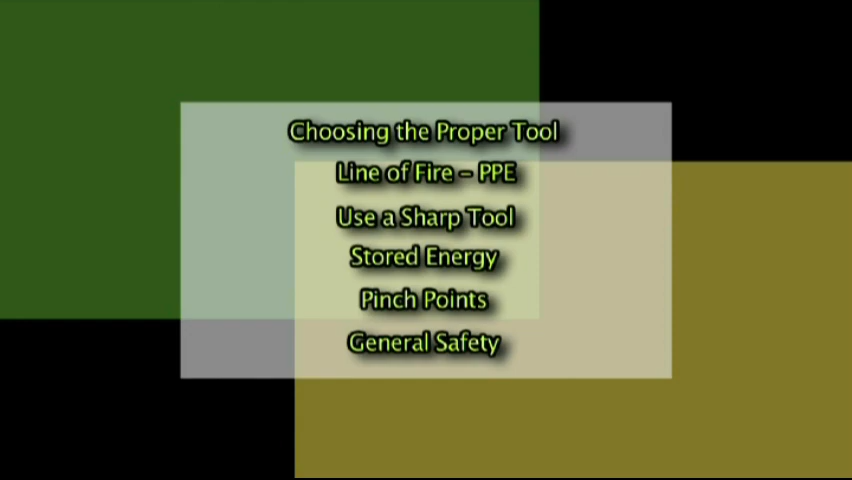 Choosing the Proper Tool
Line of Fire – PPE
Use a Sharp Tool
Stored Energy
Pinch Points
General Safety